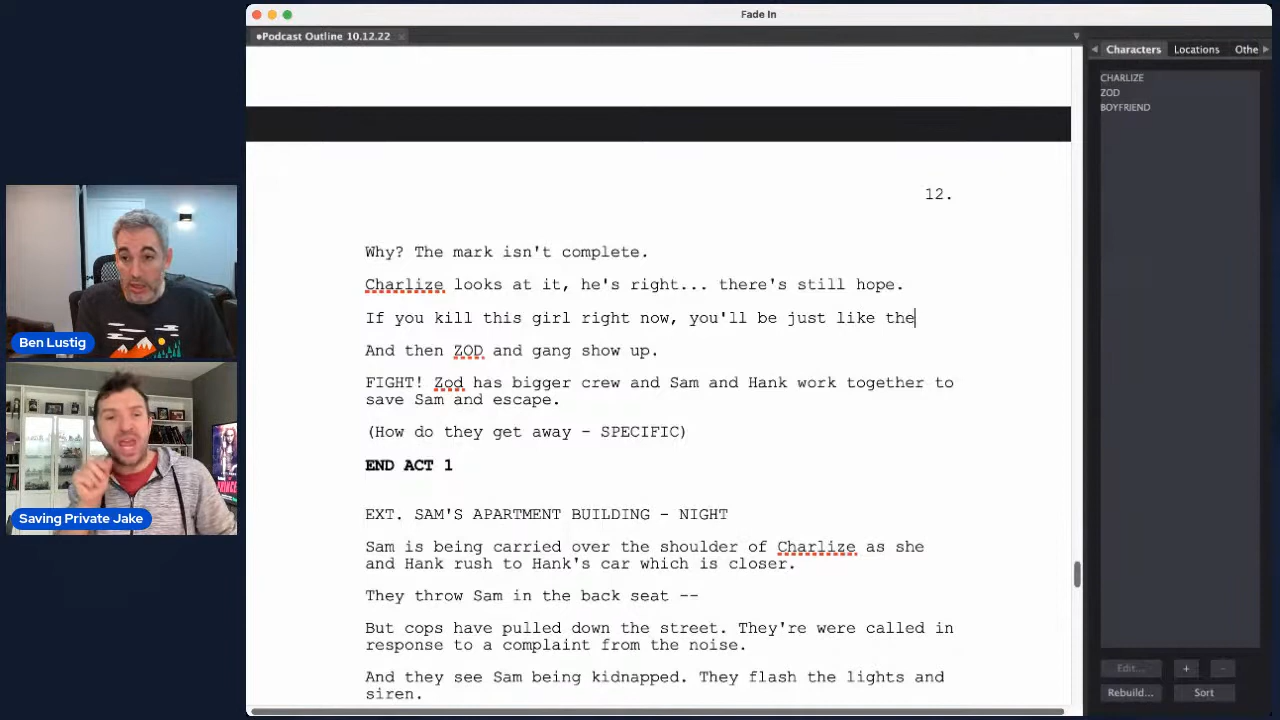 Fade In
•Podcast Outline 10.12.22
Characters
Locations
Othe
CHARLIZE
ZOD
BOYFRIEND
12.
Why? The mark isn't complete.
Charlize looks at it, he's right... there's still hope.
If you kill this girl right now, you'll be just like the
And then ZOD and gang show up.
FIGHT! Zod has bigger crew and Sam and Hank work together to
save Sam and escape.
(How do they get away - SPECIFIC)
END ACT 1
EXT. SAM'S APARTMENT BUILDING - NIGHT
Sam is being carried over the shoulder of Charlize as she
and Hank rush to Hank's car which is closer.
They throw Sam in the back seat --
But cops have pulled down the street. They're were called in
response to a complaint from the noise.
And they see Sam being kidnapped. They flash the lights and
siren.
Ben Lustig
Saving Private Jake
Edit...
+
-
Rebuild...
Sort